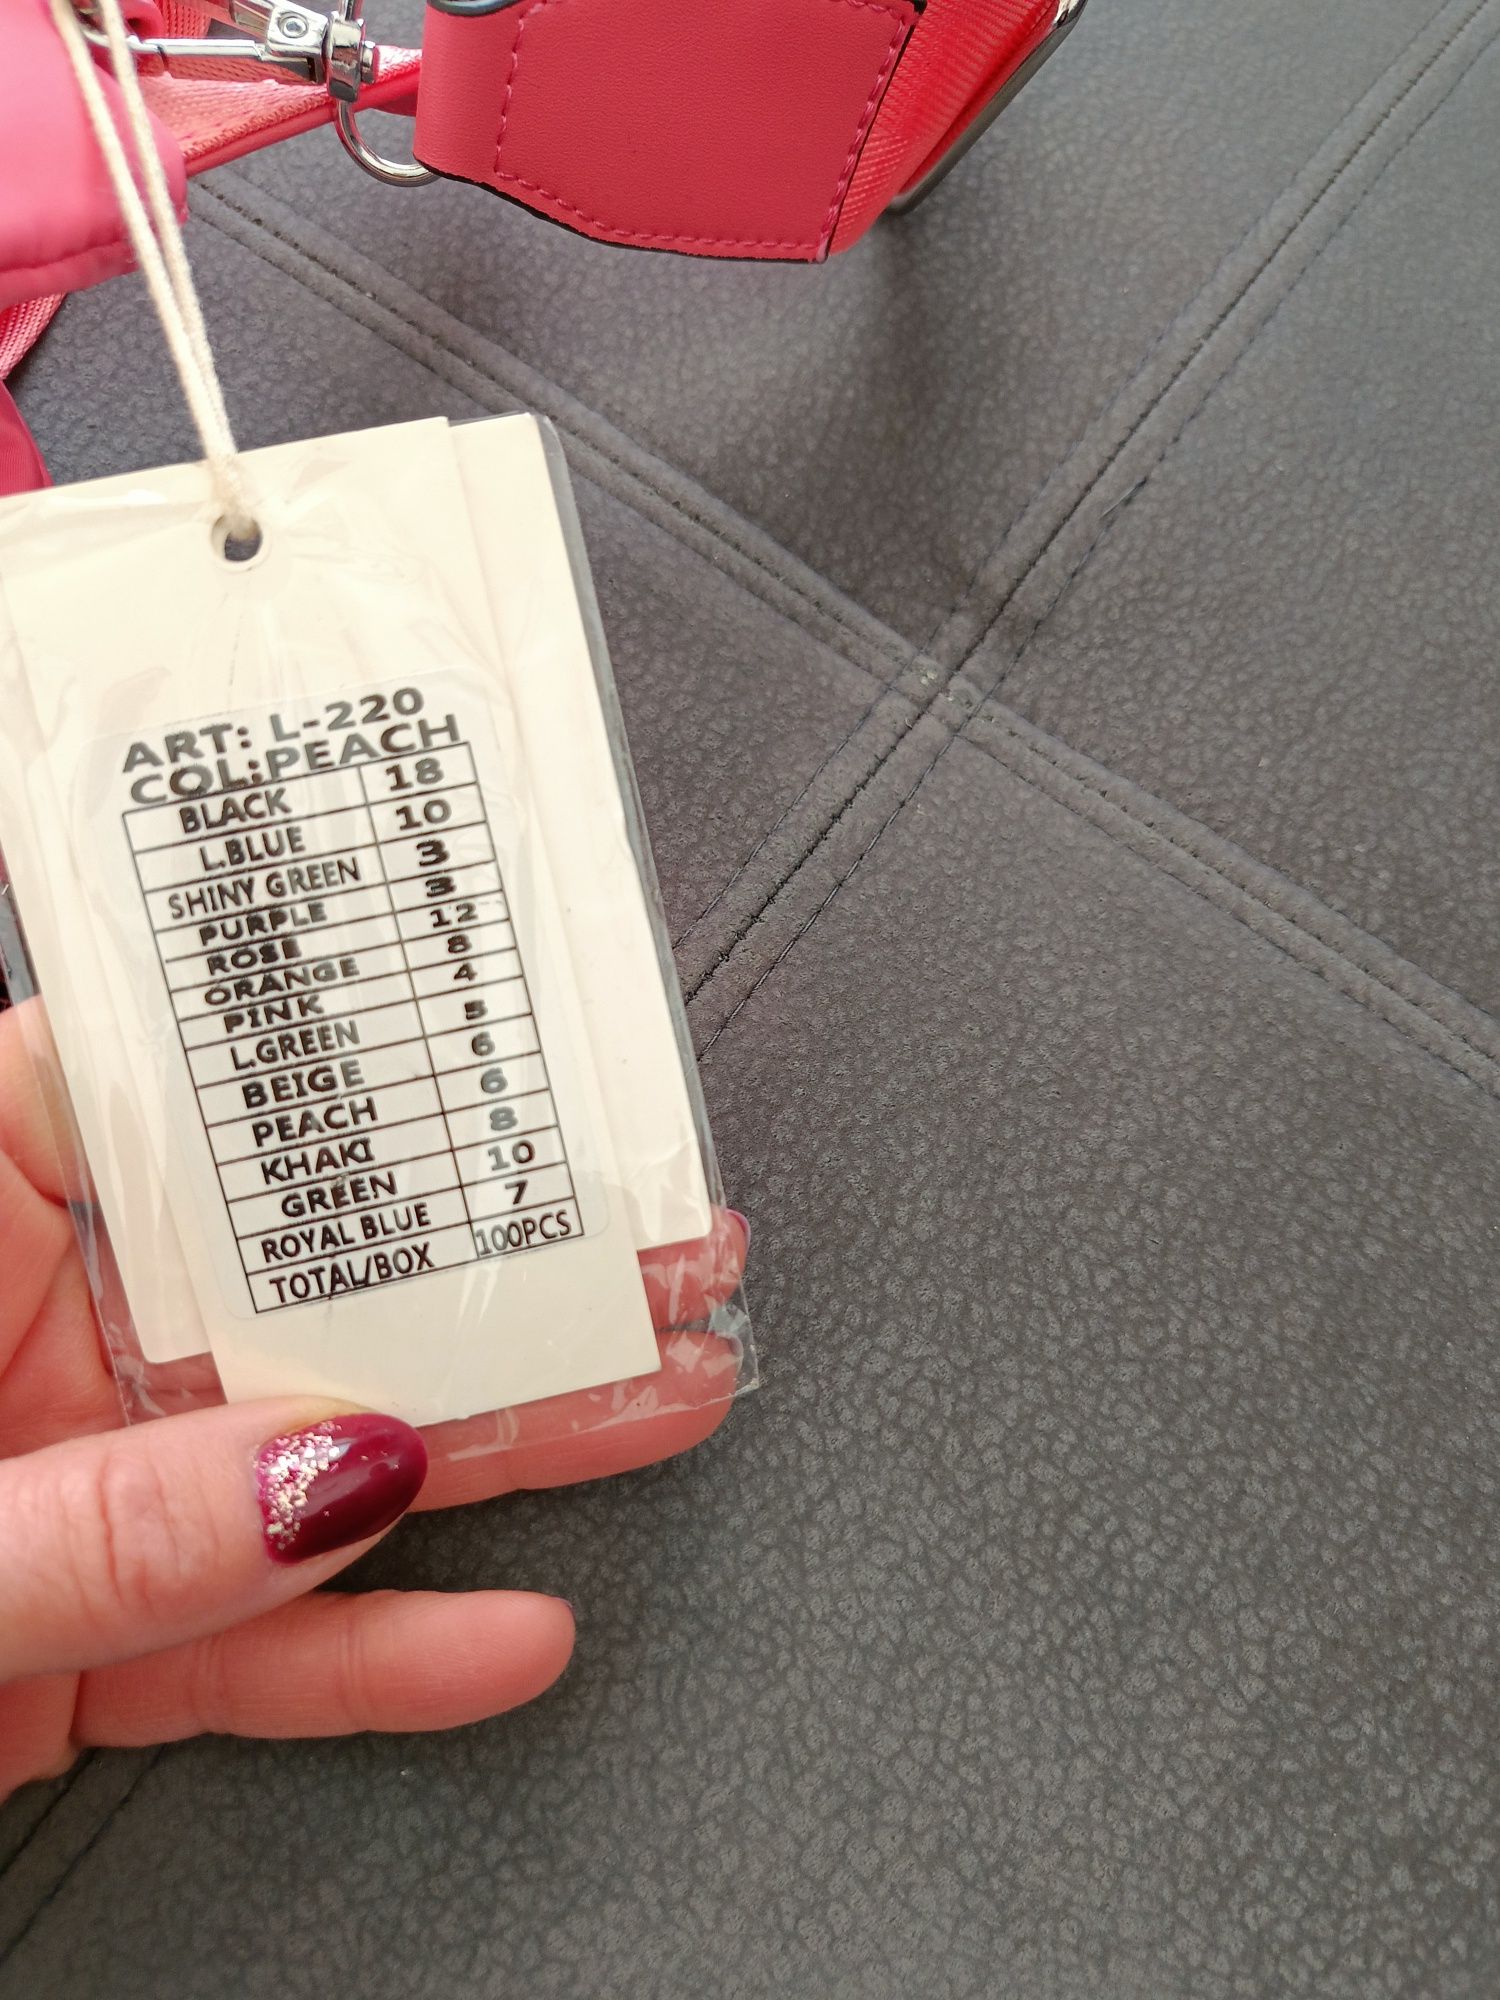 ART: L-220
COL:PEACH
BLACK 18
L.BLUE 10
SHINY GREEN 3
PURPLE 3
ROSE 12
ORANGE 8
PINK 4
L.GREEN 5
BEIGE 6
PEACH 6
KHAKI 8
GREEN 10
ROYAL BLUE 7
TOTAL/BOX 100PCS